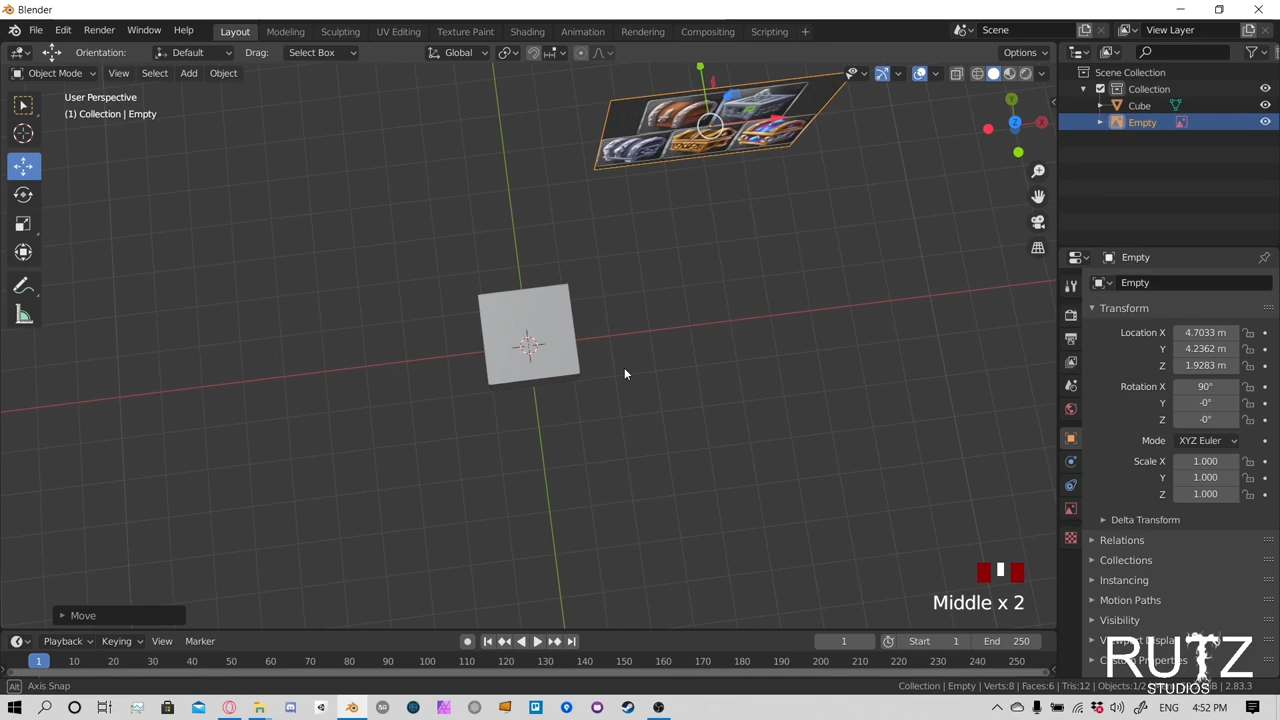 Blender
File Edit Render Window Help
Layout Modeling Sculpting UV Editing Texture Paint Shading Animation Rendering Compositing Scripting +
Scene
View Layer
Orientation: Default Drag: Select Box
Global
Options
Object Mode View Select Add Object
User Perspective
(1) Collection | Empty
Scene Collection
Collection
Cube
Empty
Y
X
Z
Empty
Empty
Transform
Location X 4.7033 m
Y 4.2362 m
Z 1.9283 m
Rotation X 90°
Y -0°
Z -0°
Mode XYZ Euler
Scale X 1.000
Y 1.000
Z 1.000
Delta Transform
Relations
Collections
Instancing
Motion Paths
Visibility
Viewport Display
Custom Properties
Middle x 2
Move
RUTZ
STUDIOS
Playback Keying View Marker
1 Start 1 End 250
1 10 20 30 40 50 60 70 80 90 100 110 120 130 140 150 160 170 180 190 200 210 220 230 240 250
Alt Axis Snap
Collection | Empty | Verts:8 | Faces:6 | Tris:12 | Objects:1/2
2.83.3
4:52 PM